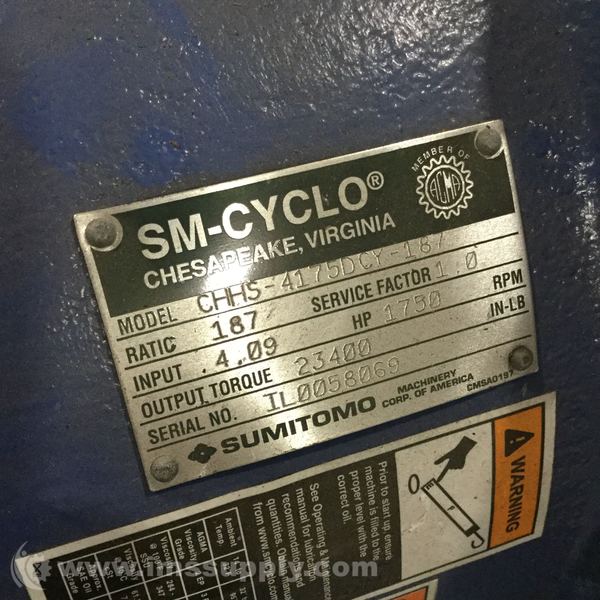 MEMBER OF
AGMA
SM-CYCLO®
CHESAPEAKE, VIRGINIA
MODEL CHHS-4175DCY-187
RATIO 187 SERVICE FACTOR 1.0
INPUT 4.09 HP 1750 RPM
OUTPUT TORQUE 23400 IN-LB
SERIAL NO. IL0058069
SUMITOMO MACHINERY CORP. OF AMERICA CMSA0197
WARNING
Prior to start up, ensure
machine is filled to the
proper level with the
correct oil.
See Operating &
manual for
recommendations
quantities.
Ambient
Temp.
AGMA
Viscosity
Grade
www.imssupply.com